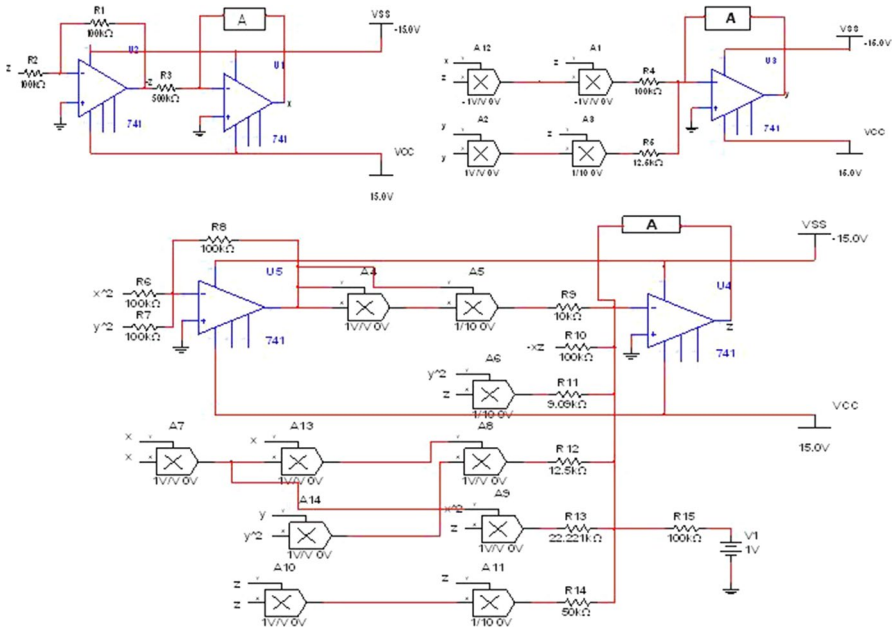 R1
100kΩ
U2
A
VSS
-15.0V
z
R2
100kΩ
-z
R3
500kΩ
U1
x
741
741
VCC
15.0V
A12
x
z
-1V/V 0V
A1
z
-1V/V 0V
R4
100kΩ
A
U3
y
741
VSS
-15.0V
A2
y
y
1V/V 0V
A3
z
1/10 0V
R5
12.5kΩ
VCC
15.0V
R8
100kΩ
x^2
R6
100kΩ
y^2
R7
100kΩ
U5
741
A4
1V/V 0V
A5
1/10 0V
R9
10kΩ
A
U4
z
741
VSS
-15.0V
-xz
R10
100kΩ
A6
y^2
z
1/10 0V
R11
9.09kΩ
VCC
15.0V
A7
x
x
1V/V 0V
A13
x
1V/V 0V
A8
1V/V 0V
R12
12.5kΩ
A14
y
y^2
1V/V 0V
A9
x^2
z
1V/V 0V
R13
22.221kΩ
R15
100kΩ
V1
1V
A10
z
z
1V/V 0V
A11
z
1/10 0V
R14
50kΩ